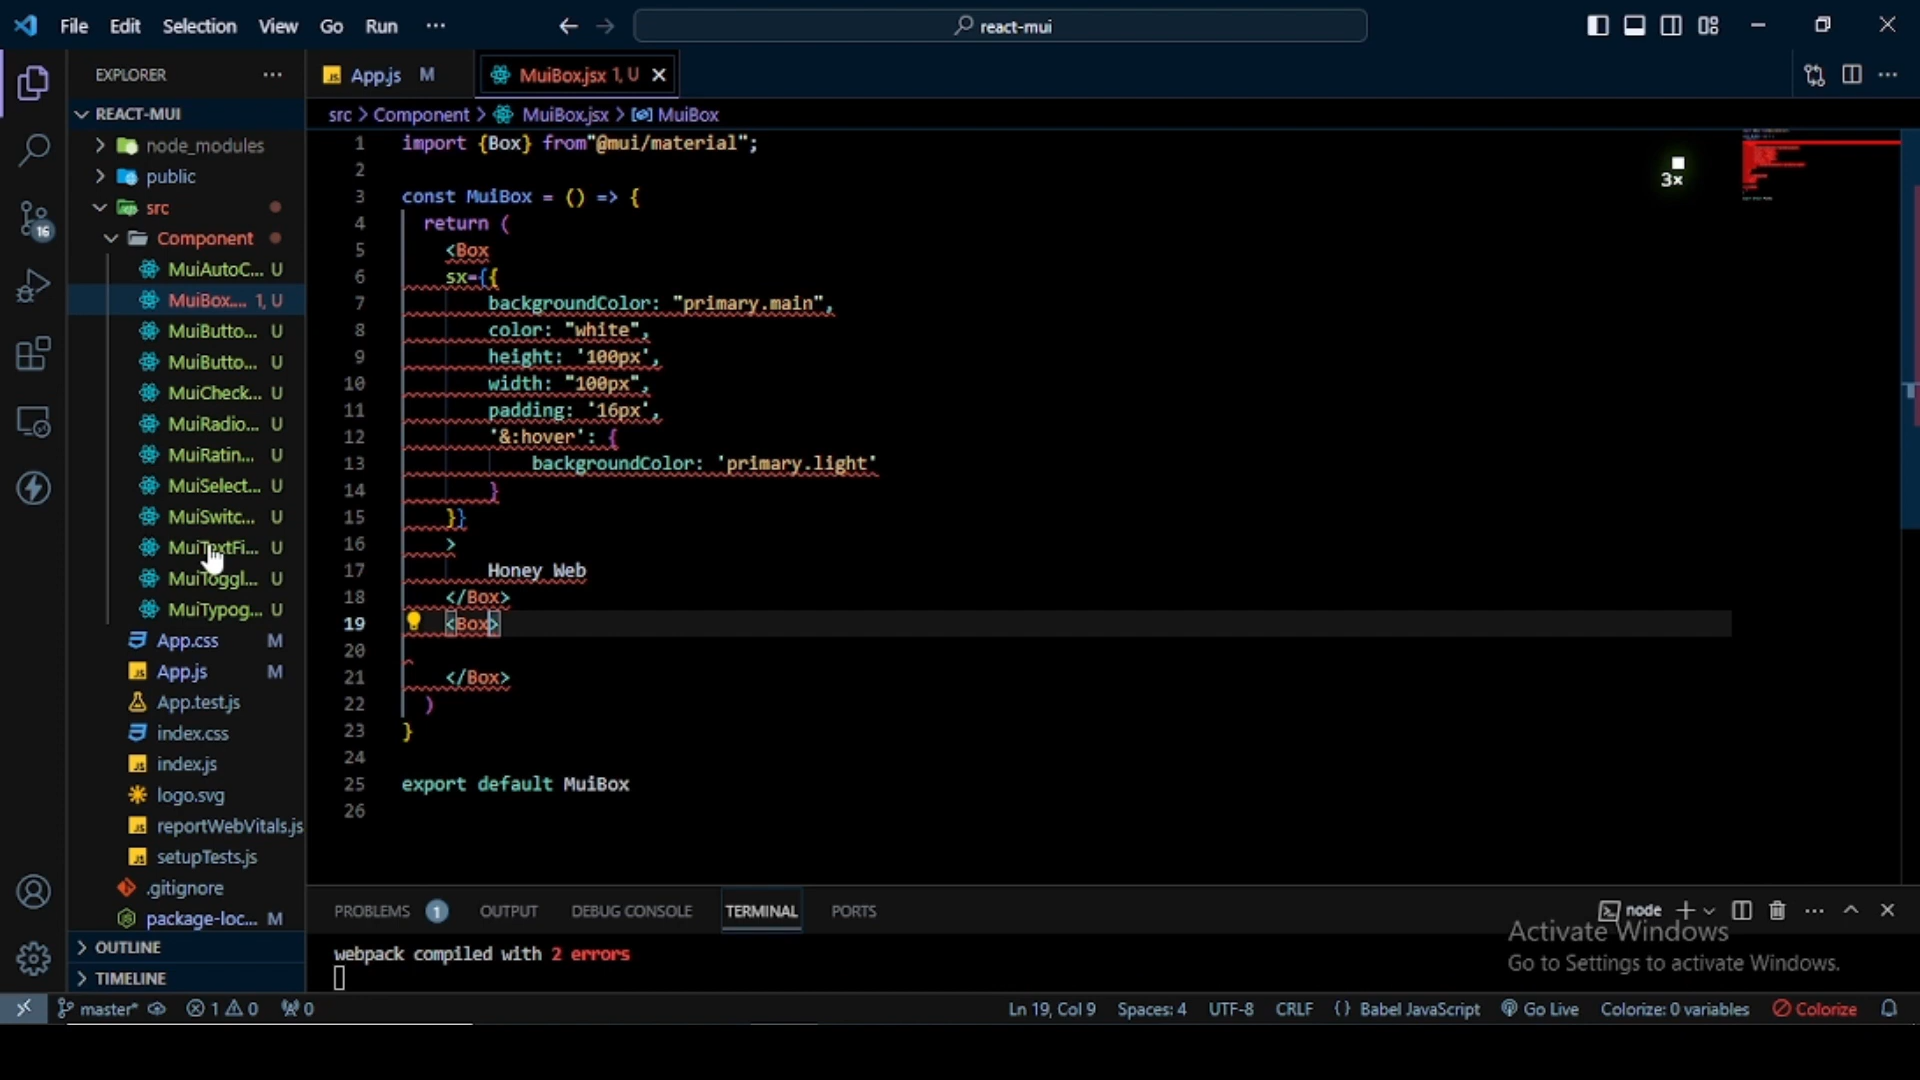 File Edit Selection View Go Run ··· react-mui
EXPLORER ···
App.js M
MuiBox.jsx 1, U
REACT-MUI
src > Component > MuiBox.jsx > MuiBox
node_modules
public
src
Component
MuiAutoC... U
MuiBox.... 1, U
MuiButto... U
MuiButto... U
MuiCheck... U
MuiRadio... U
MuiRatin... U
MuiSelect... U
MuiSwitc... U
MuiTextFi... U
MuiToggl... U
MuiTypog... U
App.css M
App.js M
App.test.js
index.css
index.js
logo.svg
reportWebVitals.js
setupTests.js
.gitignore
package-loc... M
OUTLINE
TIMELINE
16
1 import {Box} from"@mui/material";
2
3 const MuiBox = () => {
4 return (
5 <Box
6 sx={{
7 backgroundColor: "primary.main",
8 color: "white",
9 height: '100px',
10 width: "100px",
11 padding: '16px',
12 '&:hover': {
13 backgroundColor: 'primary.light'
14 }
15 }}
16 >
17 Honey Web
18 </Box>
19 <Box>
20
21 </Box>
22 )
23 }
24
25 export default MuiBox
26
3×
PROBLEMS 1 OUTPUT DEBUG CONSOLE TERMINAL PORTS
node
webpack compiled with 2 errors
Activate Windows
Go to Settings to activate Windows.
master* 1 0 0 Ln 19, Col 9 Spaces: 4 UTF-8 CRLF {} Babel JavaScript Go Live Colorize: 0 variables Colorize